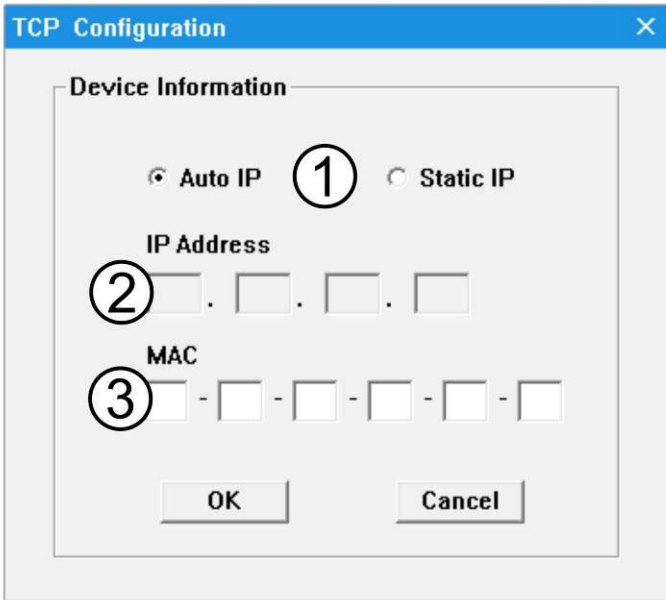 TCP Configuration
Device Information
Auto IP ① Static IP
IP Address
② . . .
MAC
③ - - - - -
OK Cancel